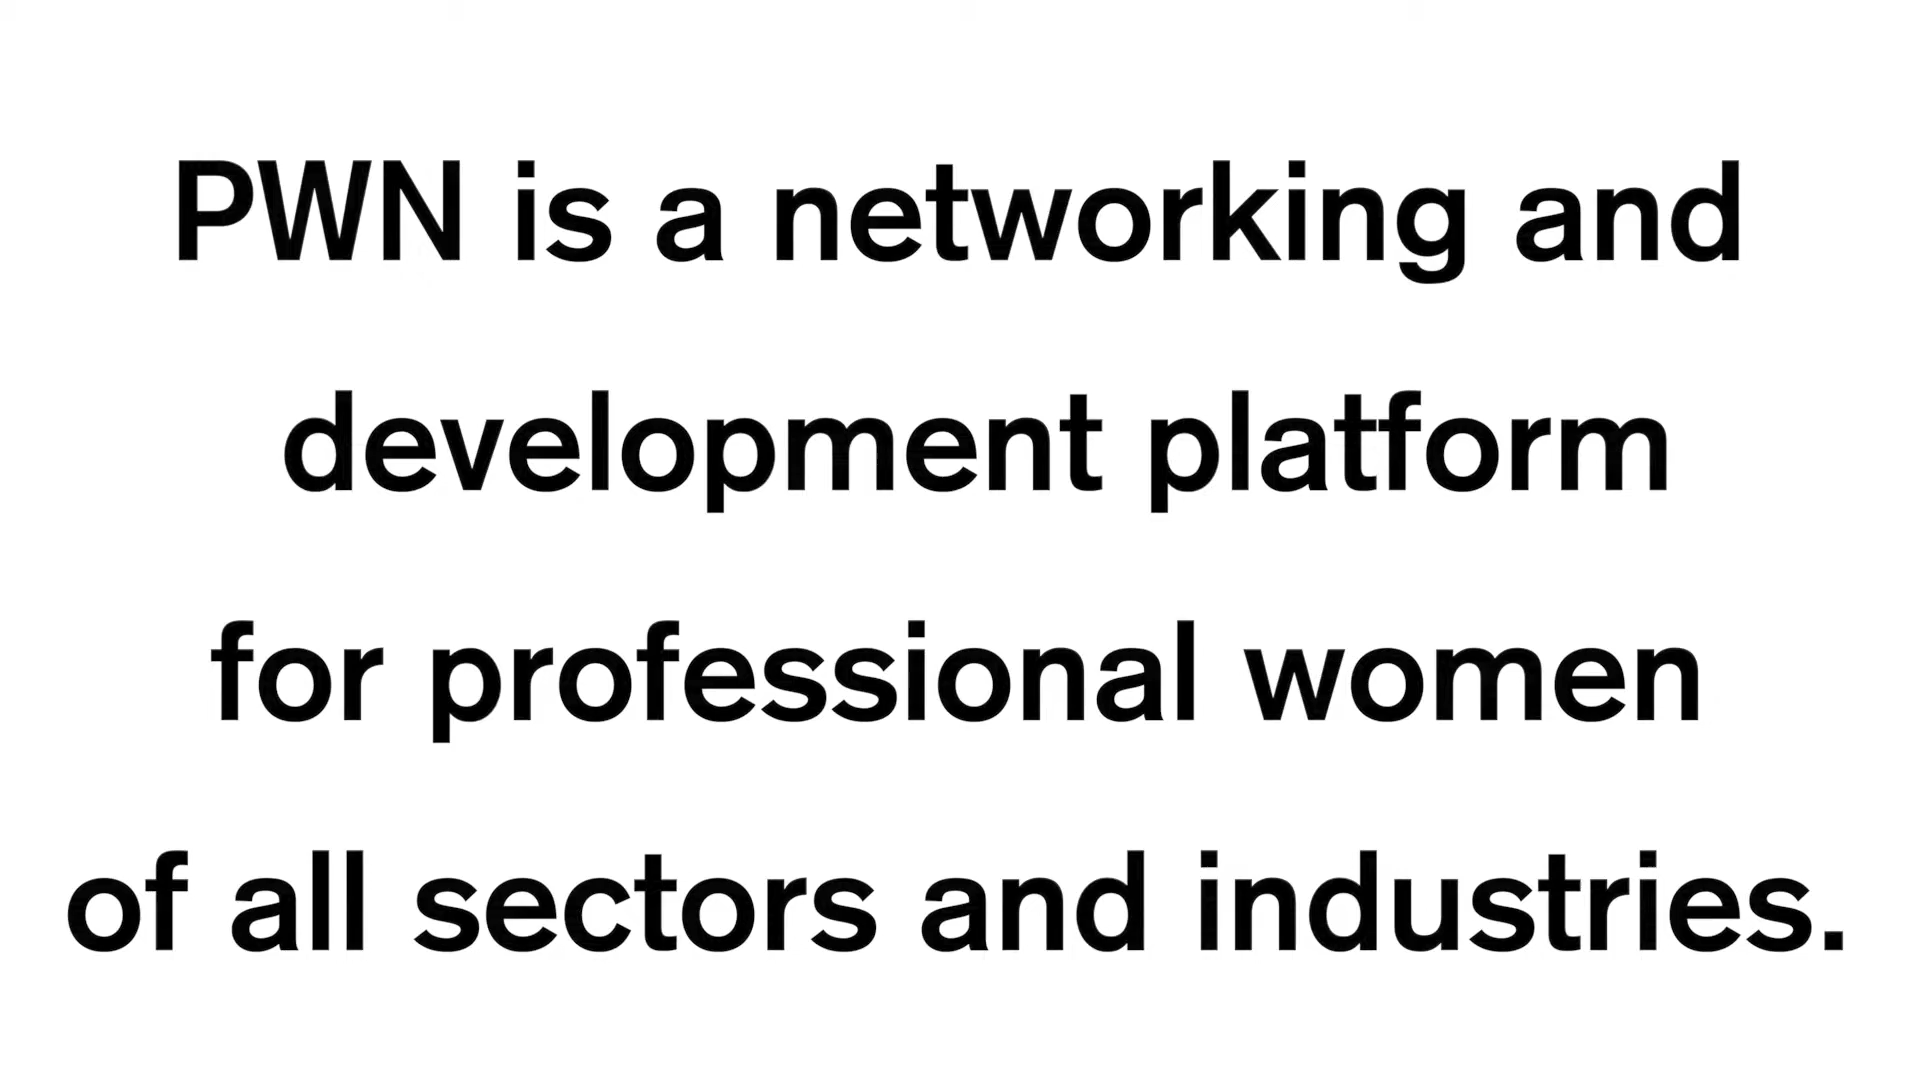 PWN is a networking and
development platform
for professional women
of all sectors and industries.